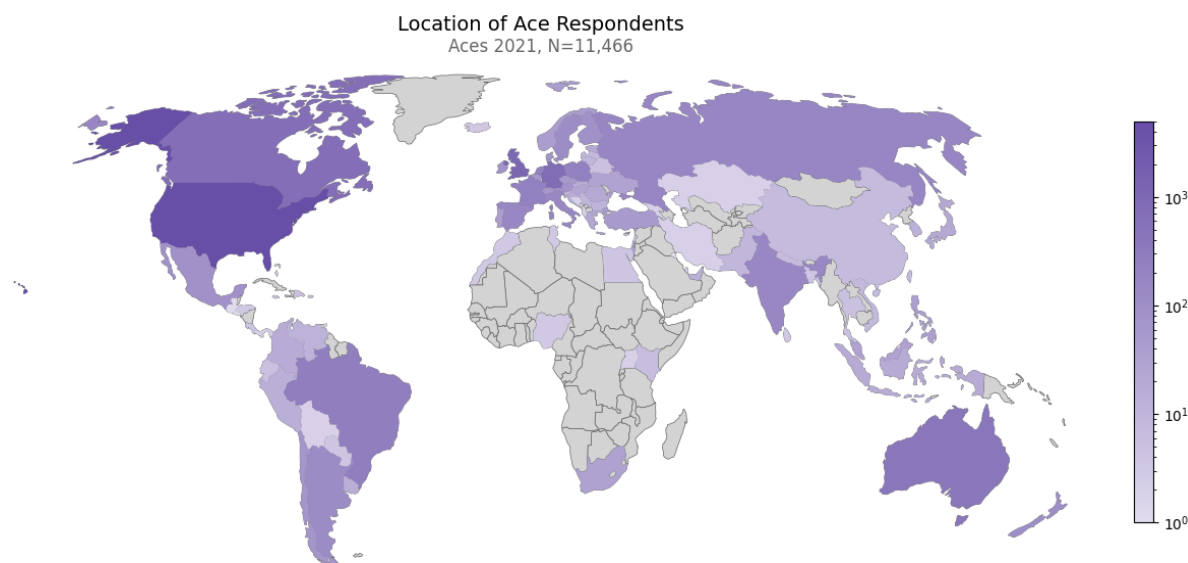 Location of Ace Respondents
Aces 2021, N=11,466
10³
10²
10¹
10⁰